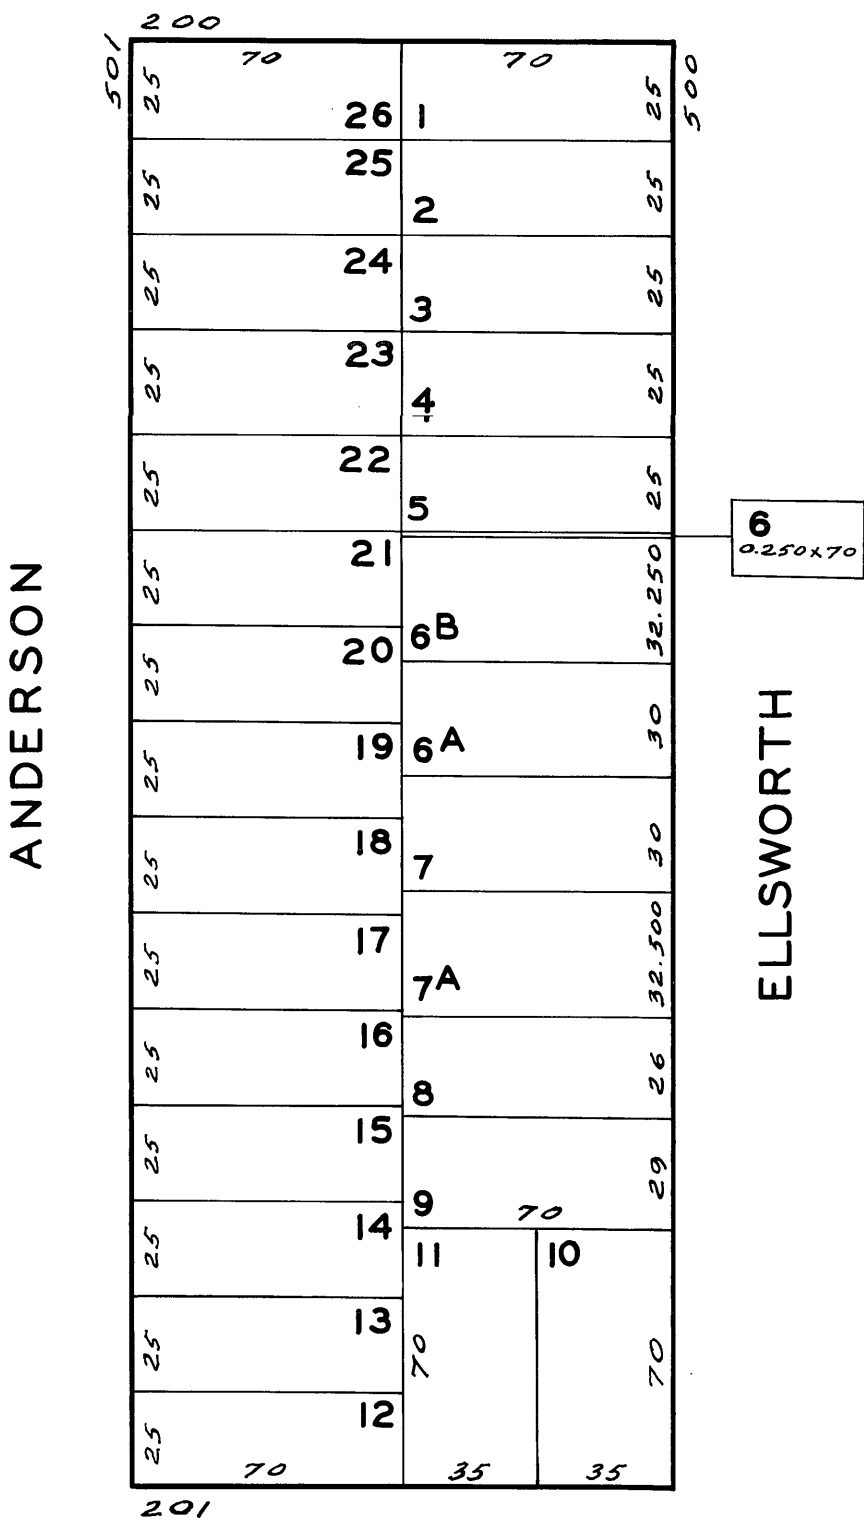 200
501 70 70 500
25 26 1 25
25 25 2 25
25 24 3 25
25 23 4 25
25 22 5 25
6
0.250x70
25 21 6B 32.250
25 20 6A 30
25 19 7 30
25 18 7A 32.500
25 17 8 26
25 16 9 29
25 15 70
25 14 11 10
25 13 70 70
25 12
70 35 35
201
ANDERSON
ELLSWORTH